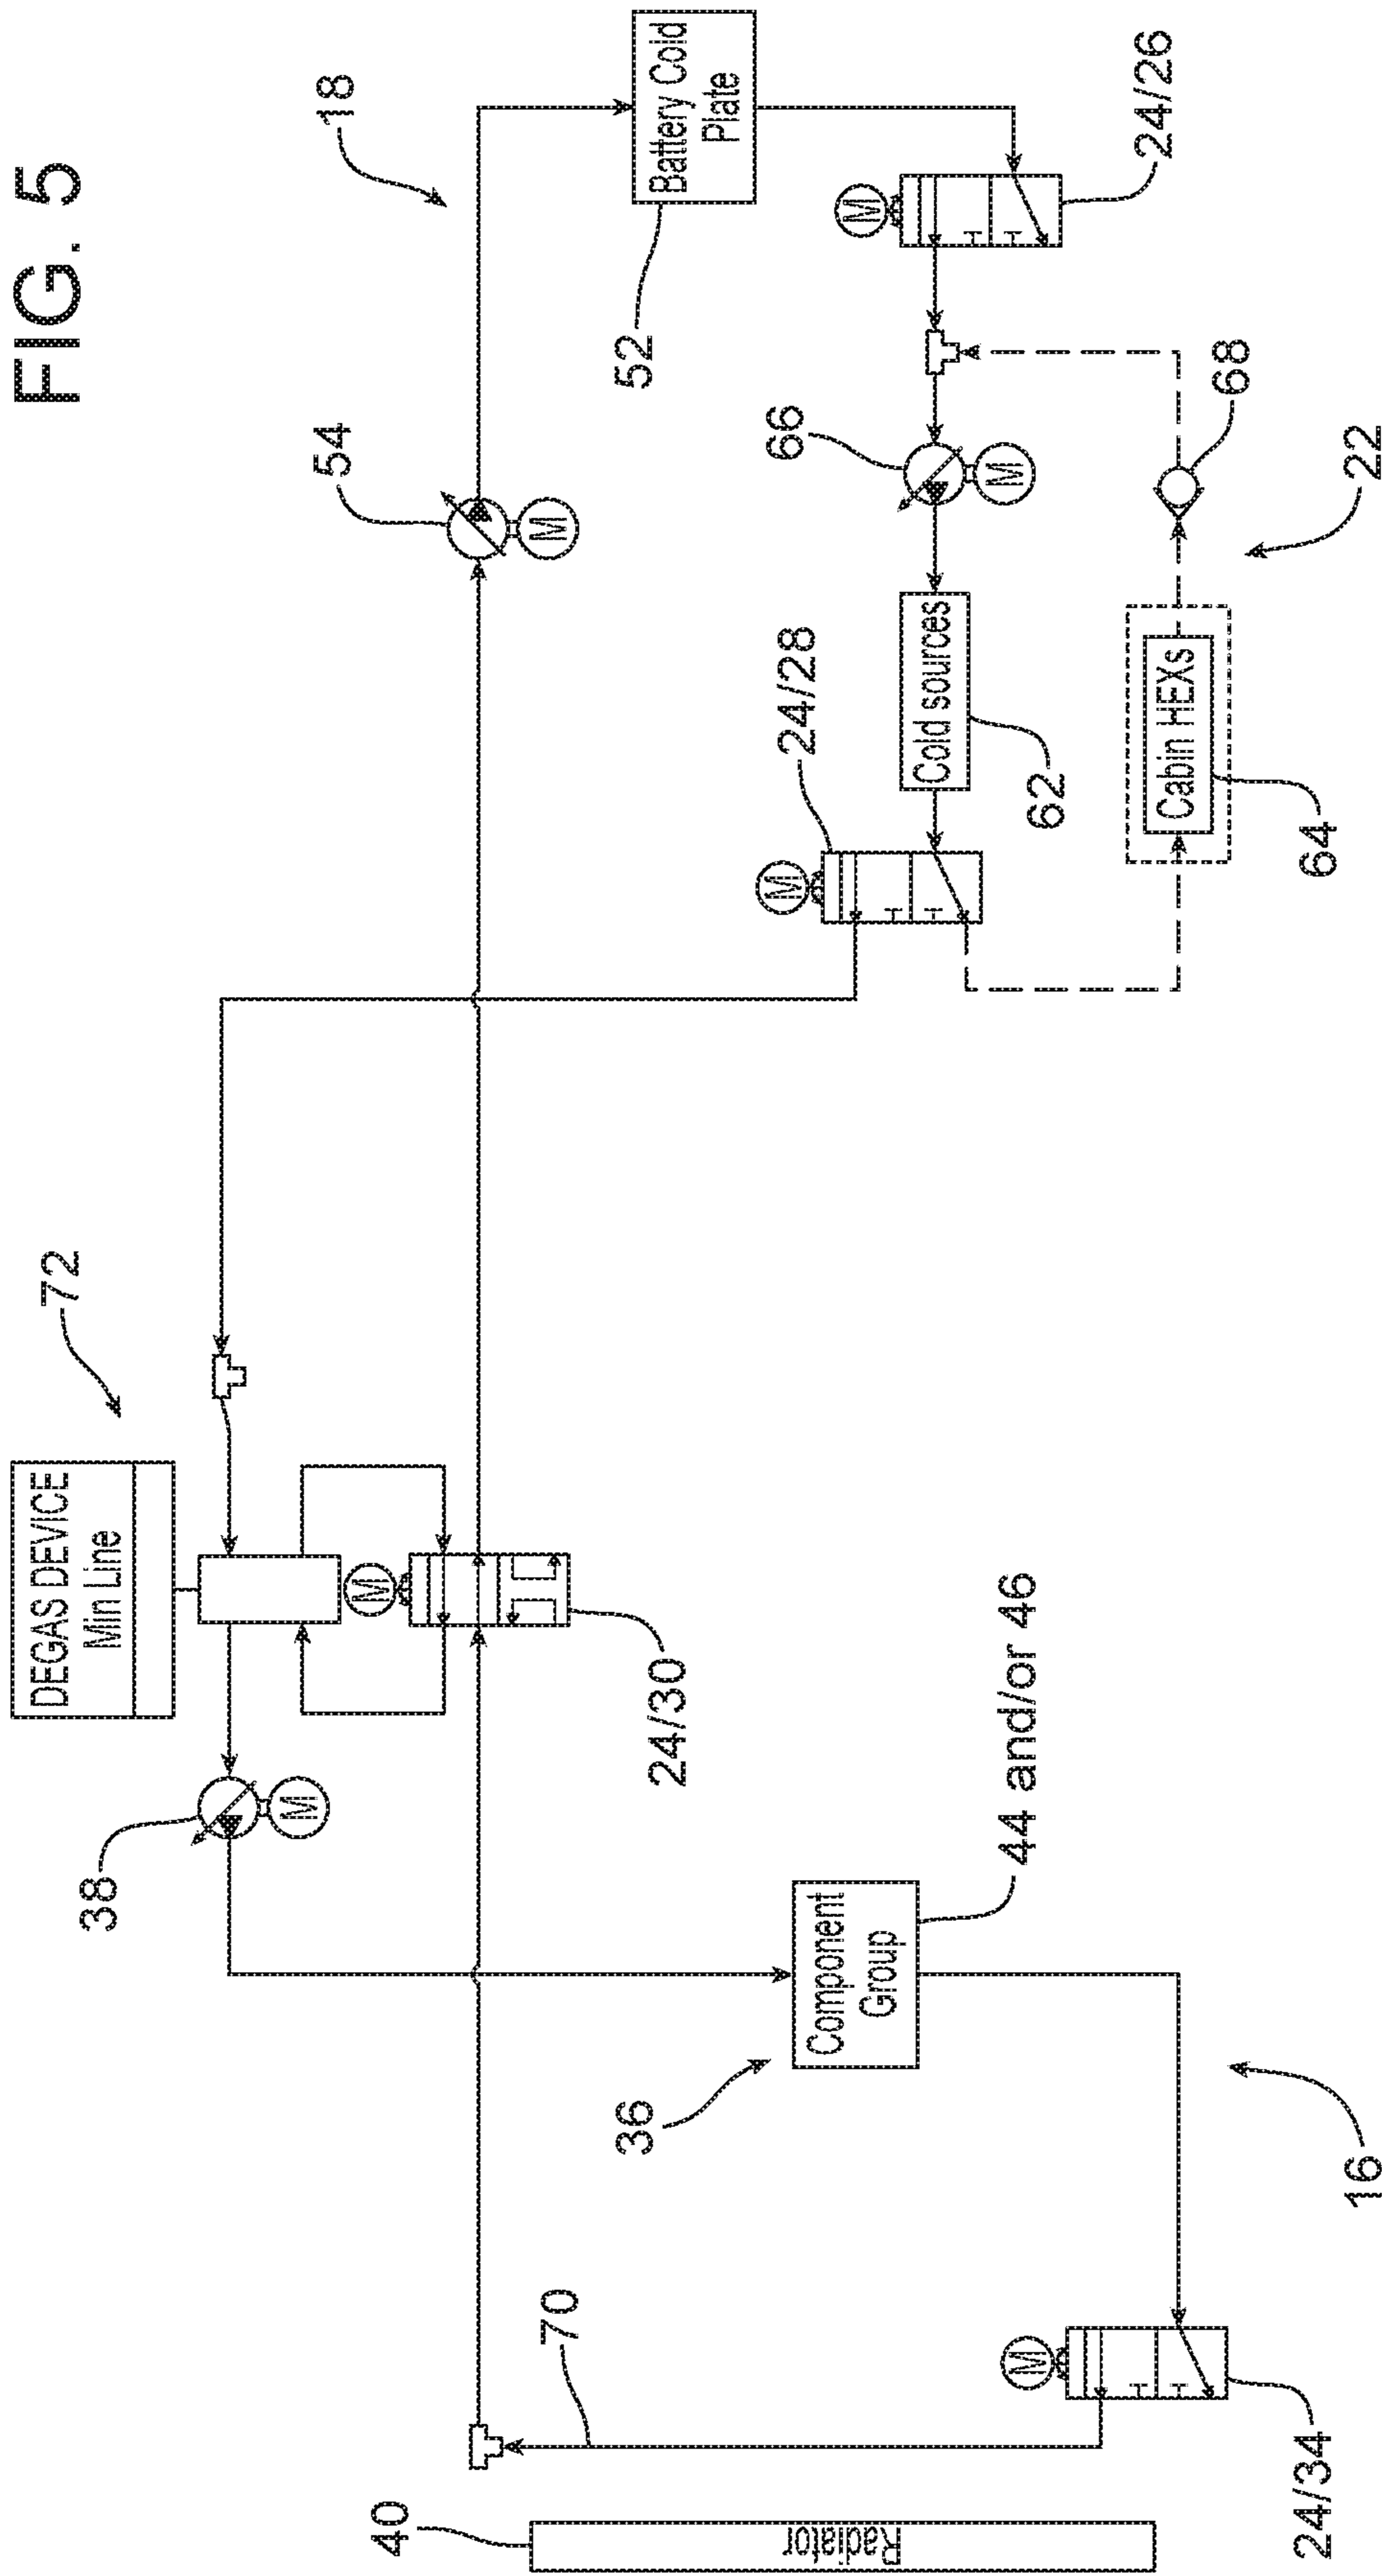 FIG. 5
18
Battery Cold
Plate
52
24/26
54
66
M
M
M
68
22
24/28
Cold sources
62
Cabin HEXs
64
M
72
DEGAS DEVICE
Min Line
M
24/30
38
M
44 and/or 46
Component
Group
36
16
70
M
24/34
40
Radiator